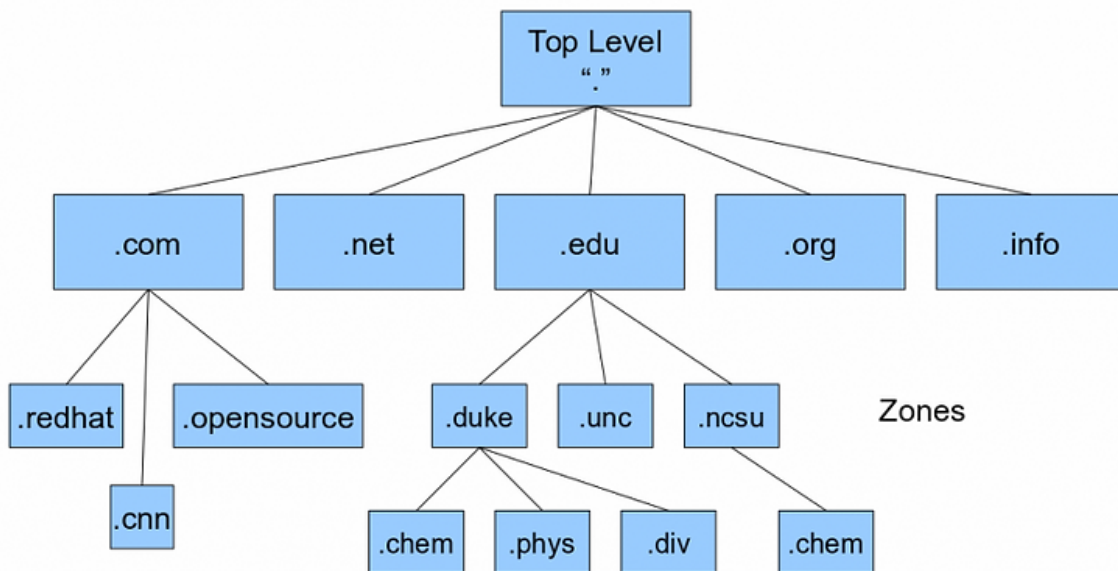 Top Level
“.”
.com
.net
.edu
.org
.info
.redhat
.opensource
.duke
.unc
.ncsu
Zones
.cnn
.chem
.phys
.div
.chem